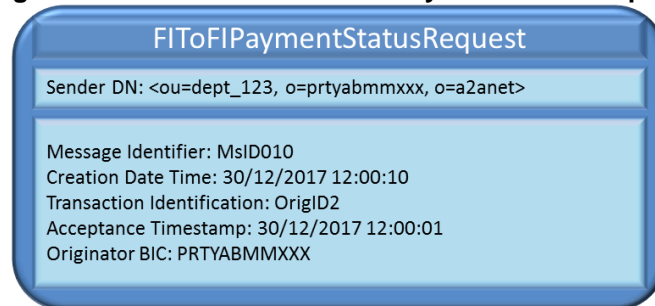 FIToFIPaymentStatusRequest
Sender DN: <ou=dept_123, o=prtyabmmxxx, o=a2anet>
Message Identifier: MsID010
Creation Date Time: 30/12/2017 12:00:10
Transaction Identification: OrigID2
Acceptance Timestamp: 30/12/2017 12:00:01
Originator BIC: PRTYABMMXXX